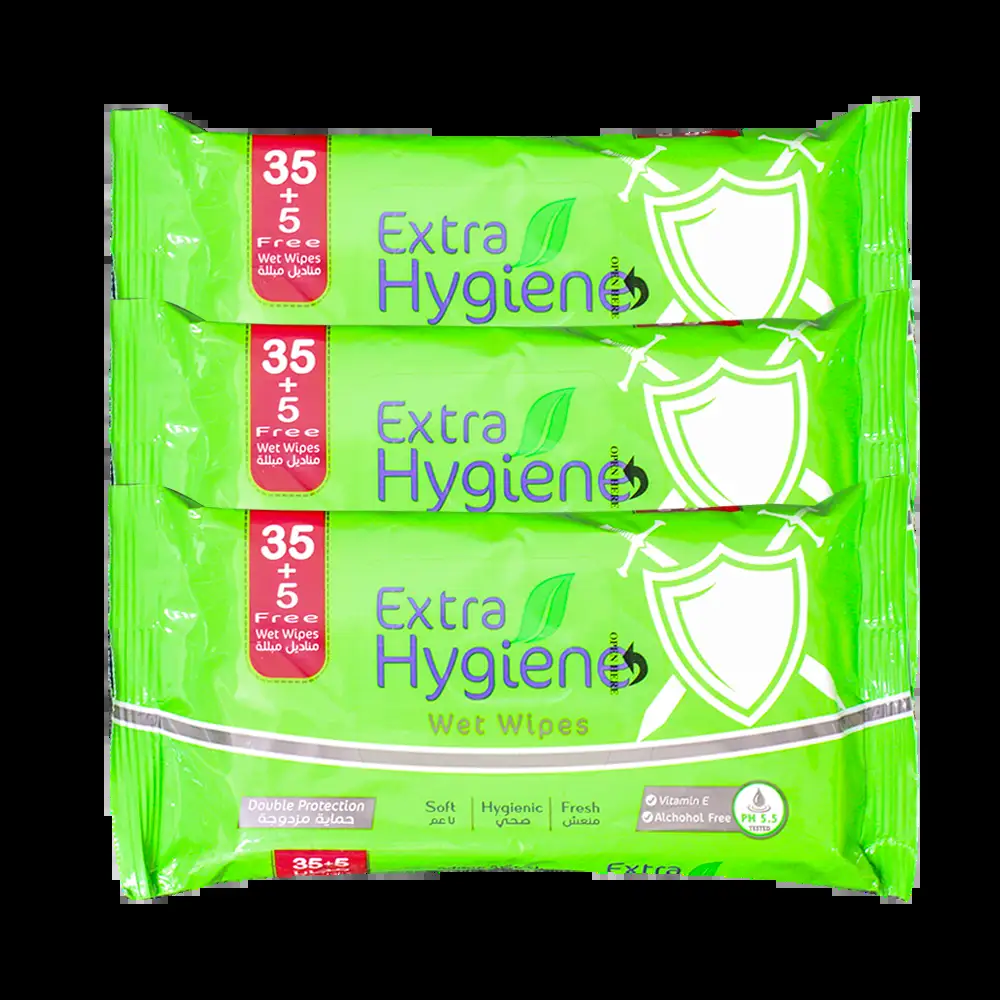 35
+
5
Free
Wet Wipes
مناديل مبللة
Extra
Hygiene
OPEN HERE
35
+
5
Free
Wet Wipes
مناديل مبللة
Extra
Hygiene
OPEN HERE
35
+
5
Free
Wet Wipes
مناديل مبللة
Extra
Hygiene
OPEN HERE
Wet Wipes
Double Protection
حماية مزدوجة
Soft
ناعم
Hygienic
صحي
Fresh
منعش
Vitamin E
Alchohol Free
PH 5.5
TESTED
35+5
Extra